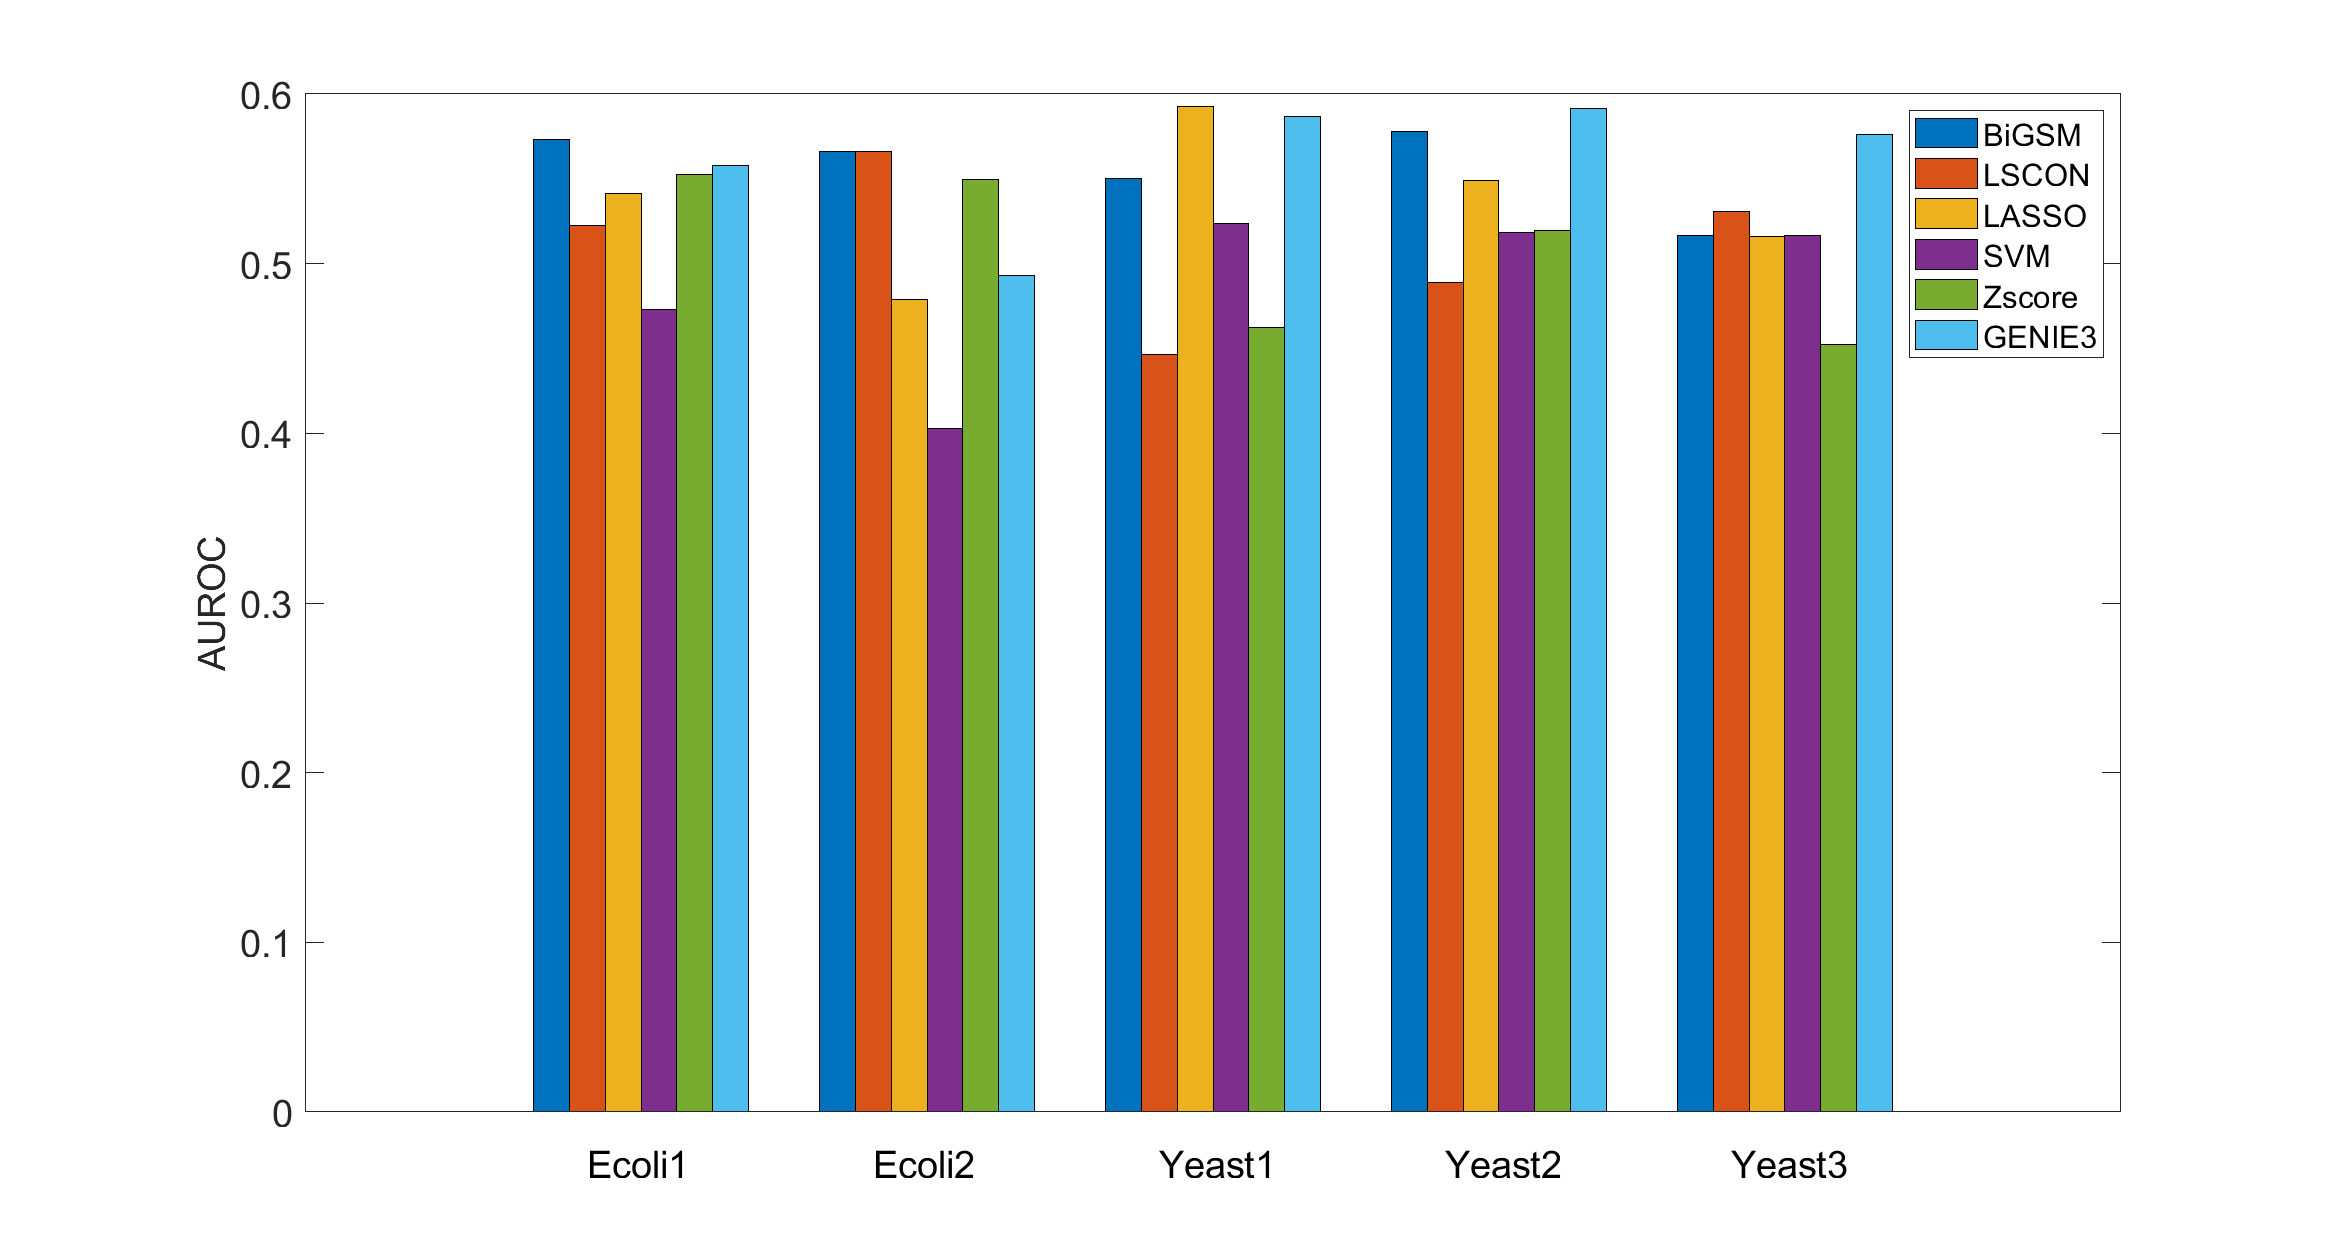 0.6
0.5
0.4
0.3
0.2
0.1
0
AUROC
Ecoli1
Ecoli2
Yeast1
Yeast2
Yeast3
BiGSM
LSCON
LASSO
SVM
Zscore
GENIE3